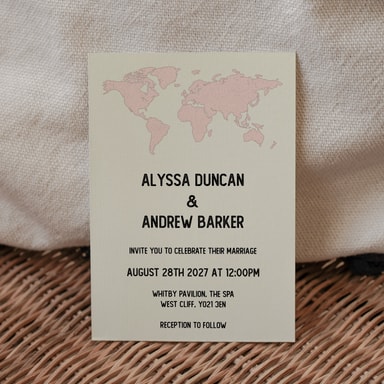 ALYSSA DUNCAN
&
ANDREW BARKER
INVITE YOU TO CELEBRATE THEIR MARRIAGE
AUGUST 28TH 2027 AT 12:00PM
WHITBY PAVILION, THE SPA
WEST CLIFF, YO21 3EN
RECEPTION TO FOLLOW